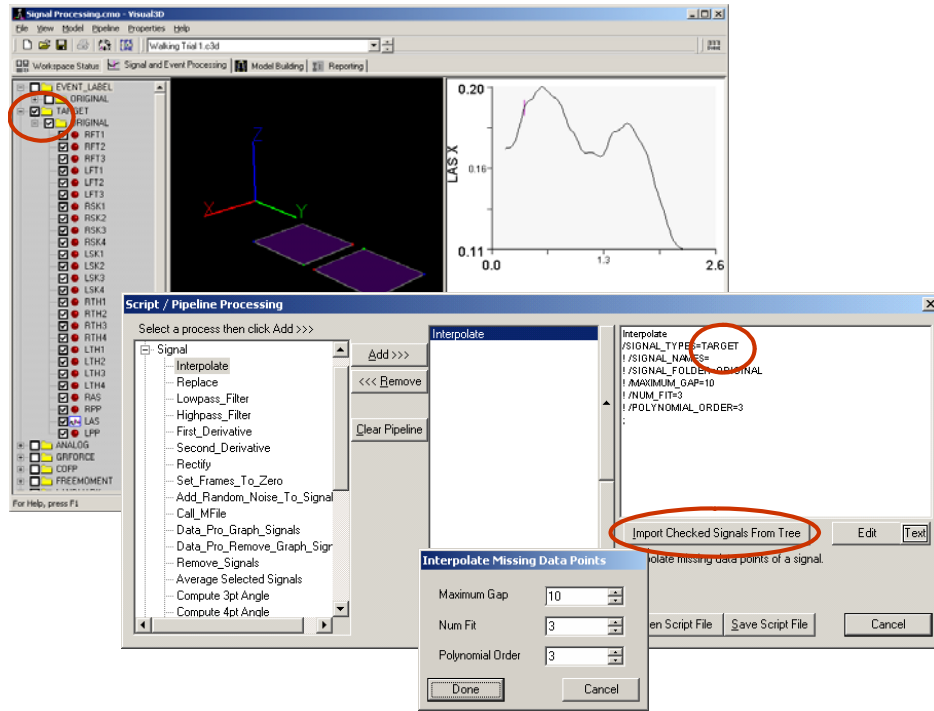 Signal Processing.cmo - Visual3D
File View Model Pipeline Properties Help
Walking Trial 1.c3d
Workspace Status Signal and Event Processing Model Building Reporting
EVENT_LABEL
ORIGINAL
TARGET
ORIGINAL
RFT1
RFT2
RFT3
LFT1
LFT2
LFT3
RSK1
RSK2
RSK3
RSK4
LSK1
LSK2
LSK3
LSK4
RTH1
RTH2
RTH3
RTH4
LTH1
LTH2
LTH3
LTH4
RAS
RPP
LAS
LPP
ANALOG
GRFORCE
COFP
FREEMOMENT
For Help, press F1
Z
X
Y
0.20
LAS X
0.16
0.11
0.0
1.3
2.6
Script / Pipeline Processing
Select a process then click Add >>>
Signal
Interpolate
Replace
Lowpass_Filter
Highpass_Filter
First_Derivative
Second_Derivative
Rectify
Set_Frames_To_Zero
Add_Random_Noise_To_Signal
Call_MFile
Data_Pro_Graph_Signals
Data_Pro_Remove_Graph_Sigr
Remove_Signals
Average Selected Signals
Compute 3pt Angle
Compute 4pt Angle
Add >>>
<<< Remove
Clear Pipeline
Interpolate
Interpolate
/SIGNAL_TYPES=TARGET
! /SIGNAL_NAMES=
! /SIGNAL_FOLDER=ORIGINAL
! /MAXIMUM_GAP=10
! /NUM_FIT=3
! /POLYNOMIAL_ORDER=3
;
Import Checked Signals From Tree
Edit
Text
polate missing data points of a signal.
en Script File
Save Script File
Cancel
Interpolate Missing Data Points
Maximum Gap 10
Num Fit 3
Polynomial Order 3
Done
Cancel